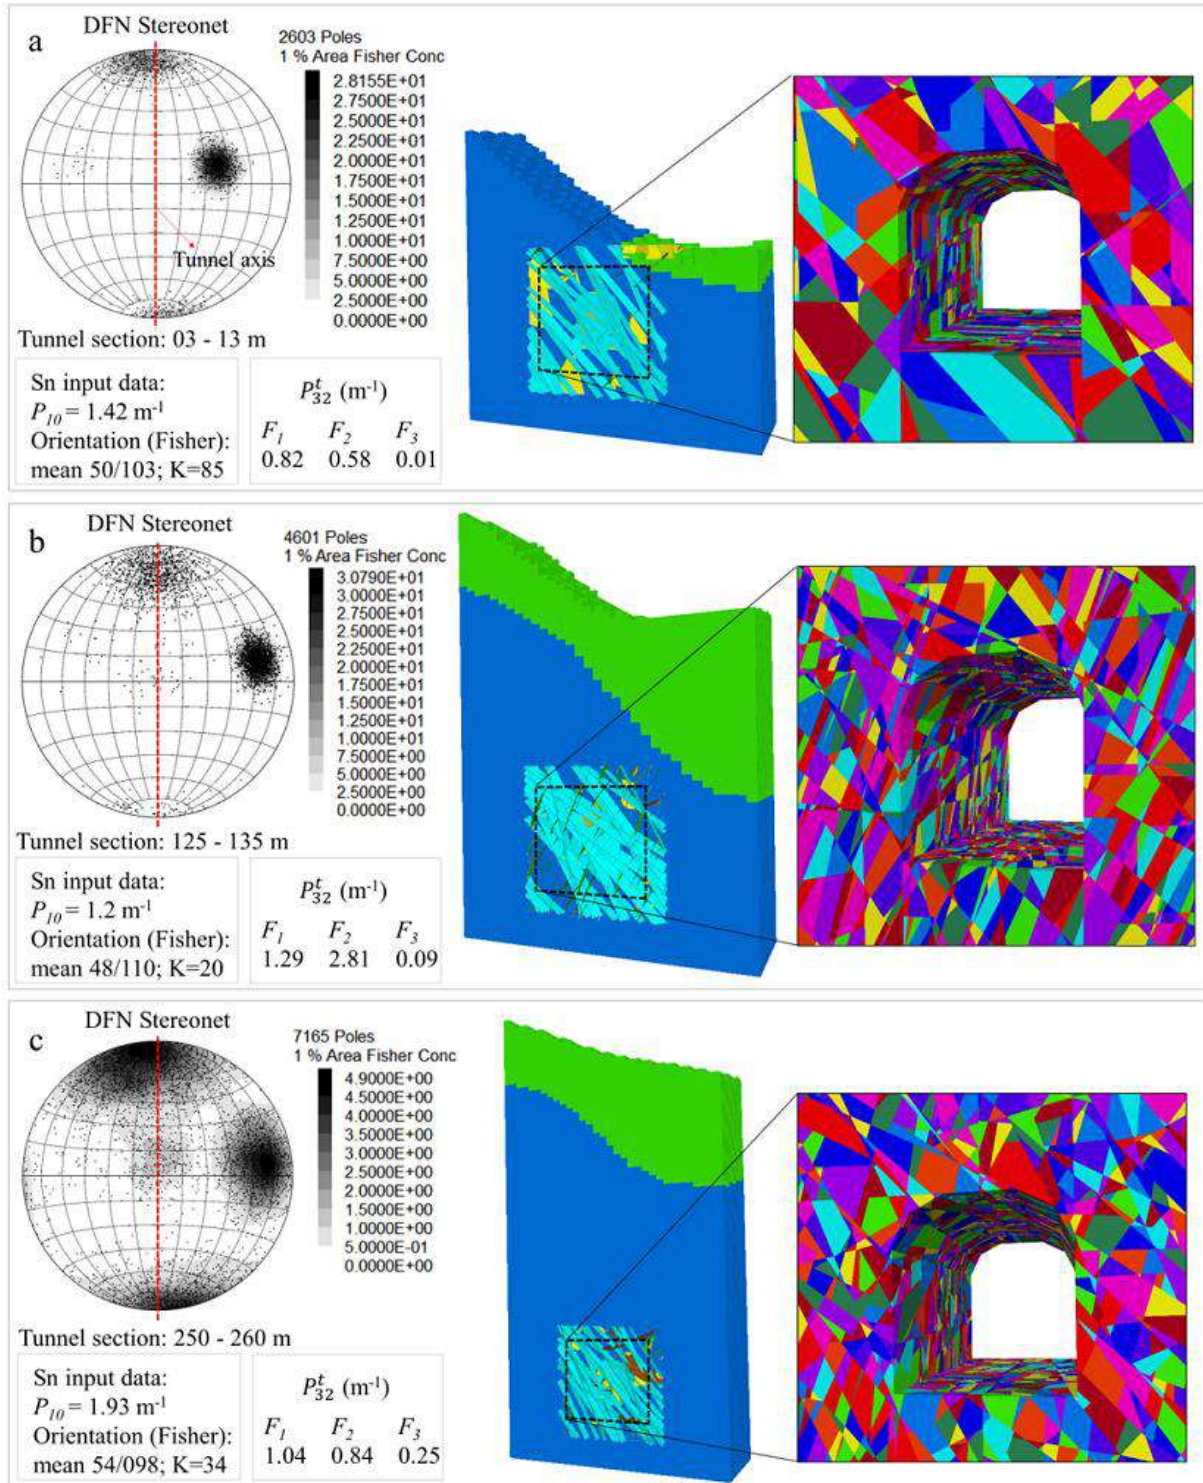 a
DFN Stereonet
2603 Poles
1 % Area Fisher Conc
2.8155E+01
2.7500E+01
2.5000E+01
2.2500E+01
2.0000E+01
1.7500E+01
1.5000E+01
1.2500E+01
1.0000E+01
7.5000E+00
5.0000E+00
2.5000E+00
0.0000E+00
Tunnel axis
Tunnel section: 03 - 13 m
Sn input data:
P10 = 1.42 m-1
Orientation (Fisher):
mean 50/103; K=85
P32t (m-1)
F1 F2 F3
0.82 0.58 0.01
b
DFN Stereonet
4601 Poles
1 % Area Fisher Conc
3.0790E+01
3.0000E+01
2.7500E+01
2.5000E+01
2.2500E+01
2.0000E+01
1.7500E+01
1.5000E+01
1.2500E+01
1.0000E+01
7.5000E+00
5.0000E+00
2.5000E+00
0.0000E+00
Tunnel section: 125 - 135 m
Sn input data:
P10 = 1.2 m-1
Orientation (Fisher):
mean 48/110; K=20
P32t (m-1)
F1 F2 F3
1.29 2.81 0.09
c
DFN Stereonet
7165 Poles
1 % Area Fisher Conc
4.9000E+00
4.5000E+00
4.0000E+00
3.5000E+00
3.0000E+00
2.5000E+00
2.0000E+00
1.5000E+00
1.0000E+00
5.0000E-01
0.0000E+00
Tunnel section: 250 - 260 m
Sn input data:
P10 = 1.93 m-1
Orientation (Fisher):
mean 54/098; K=34
P32t (m-1)
F1 F2 F3
1.04 0.84 0.25